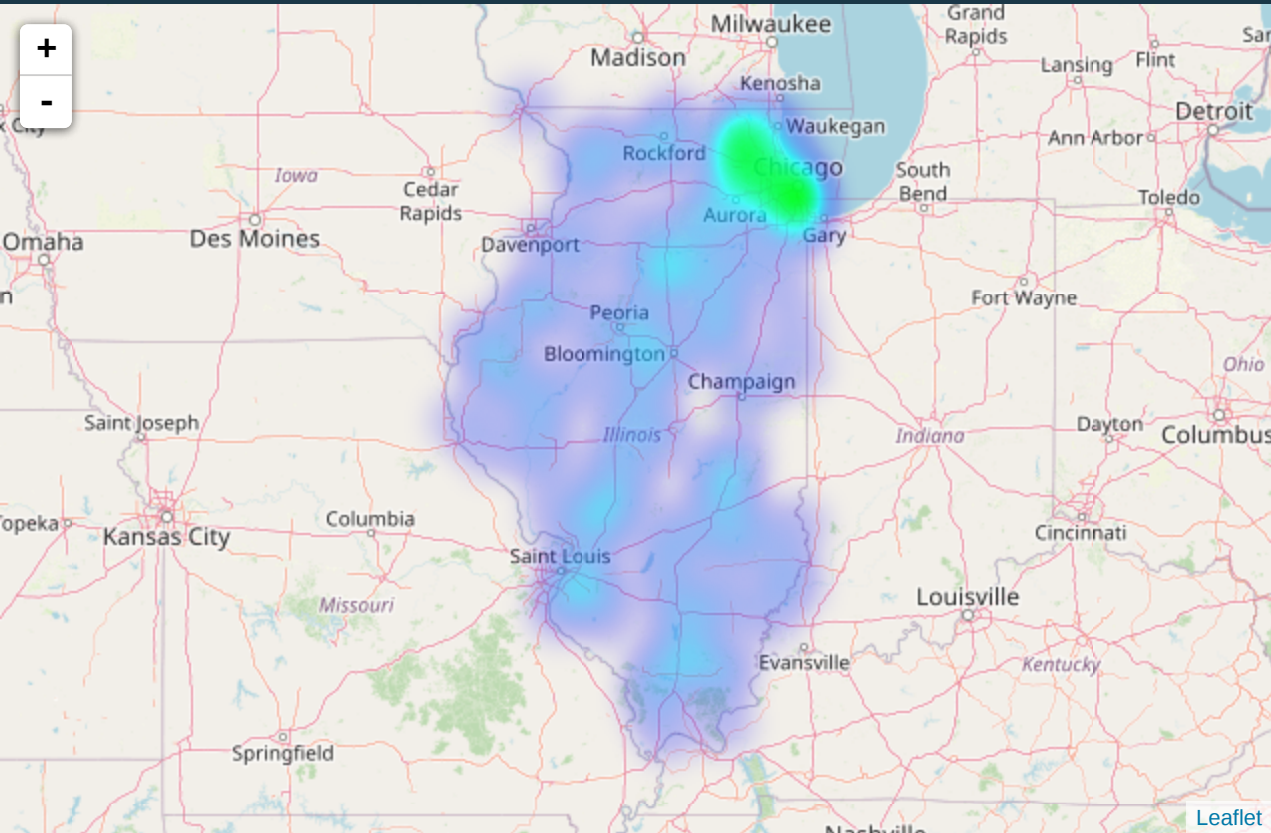 +
-
Milwaukee
Madison
Grand
Rapids
Lansing
Flint
Kenosha
Detroit
Waukegan
Ann Arbor
Rockford
Chicago
South
Bend
Iowa
Cedar
Rapids
Toledo
Aurora
Gary
Omaha
Des Moines
Davenport
Fort Wayne
Peoria
Bloomington
Champaign
Ohio
Saint Joseph
Illinois
Indiana
Dayton
Columbus
Topeka
Kansas City
Columbia
Cincinnati
Saint Louis
Missouri
Louisville
Evansville
Kentucky
Springfield
Leaflet
Nashville